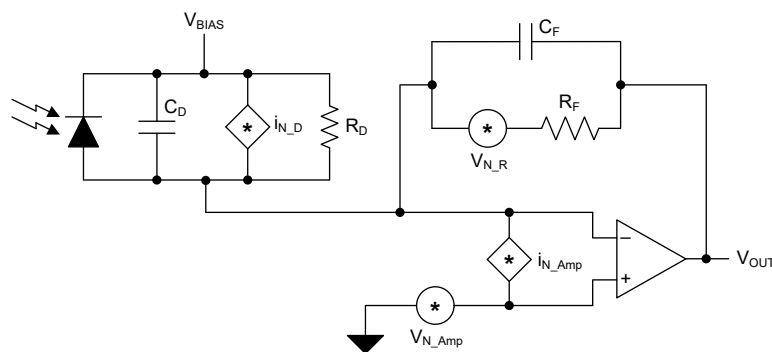 V_BIAS
C_F
C_D
i_N_D
R_D
R_F
V_N_R
i_N_Amp
V_OUT
V_N_Amp